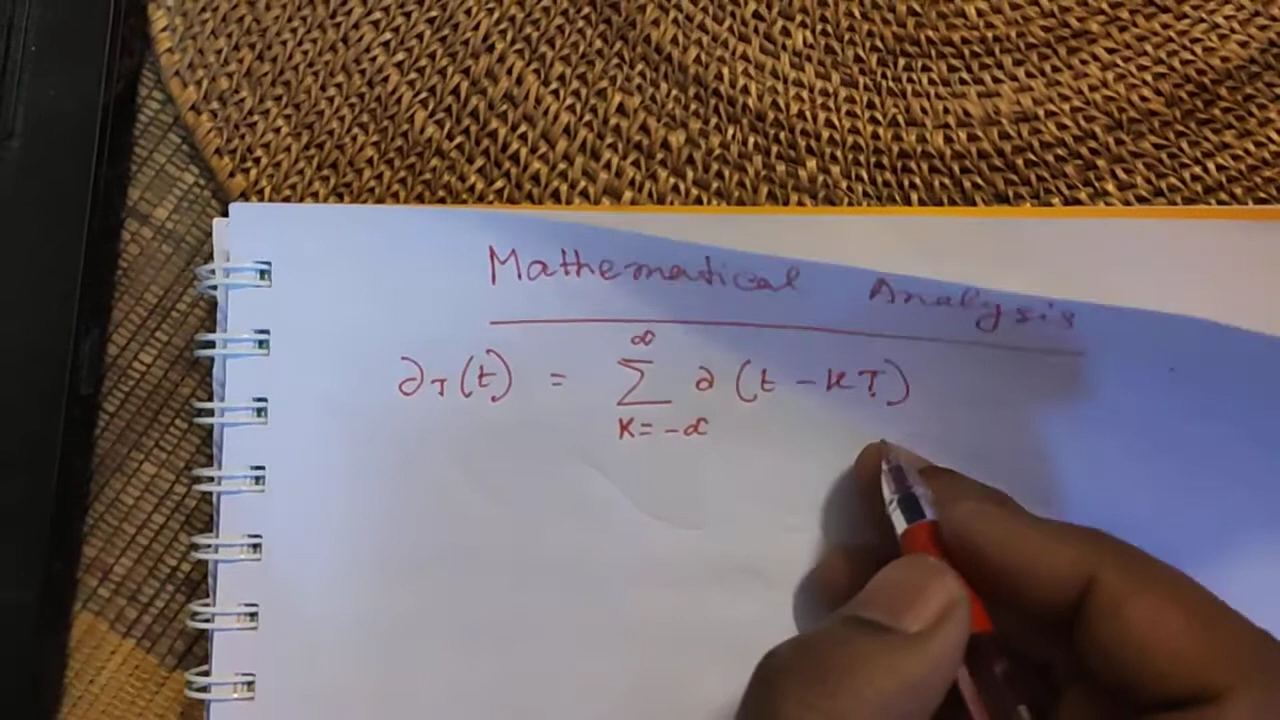 Mathematical Analysis
∂T(t) = ∑ ∞ K=-∞ ∂(t-KT)